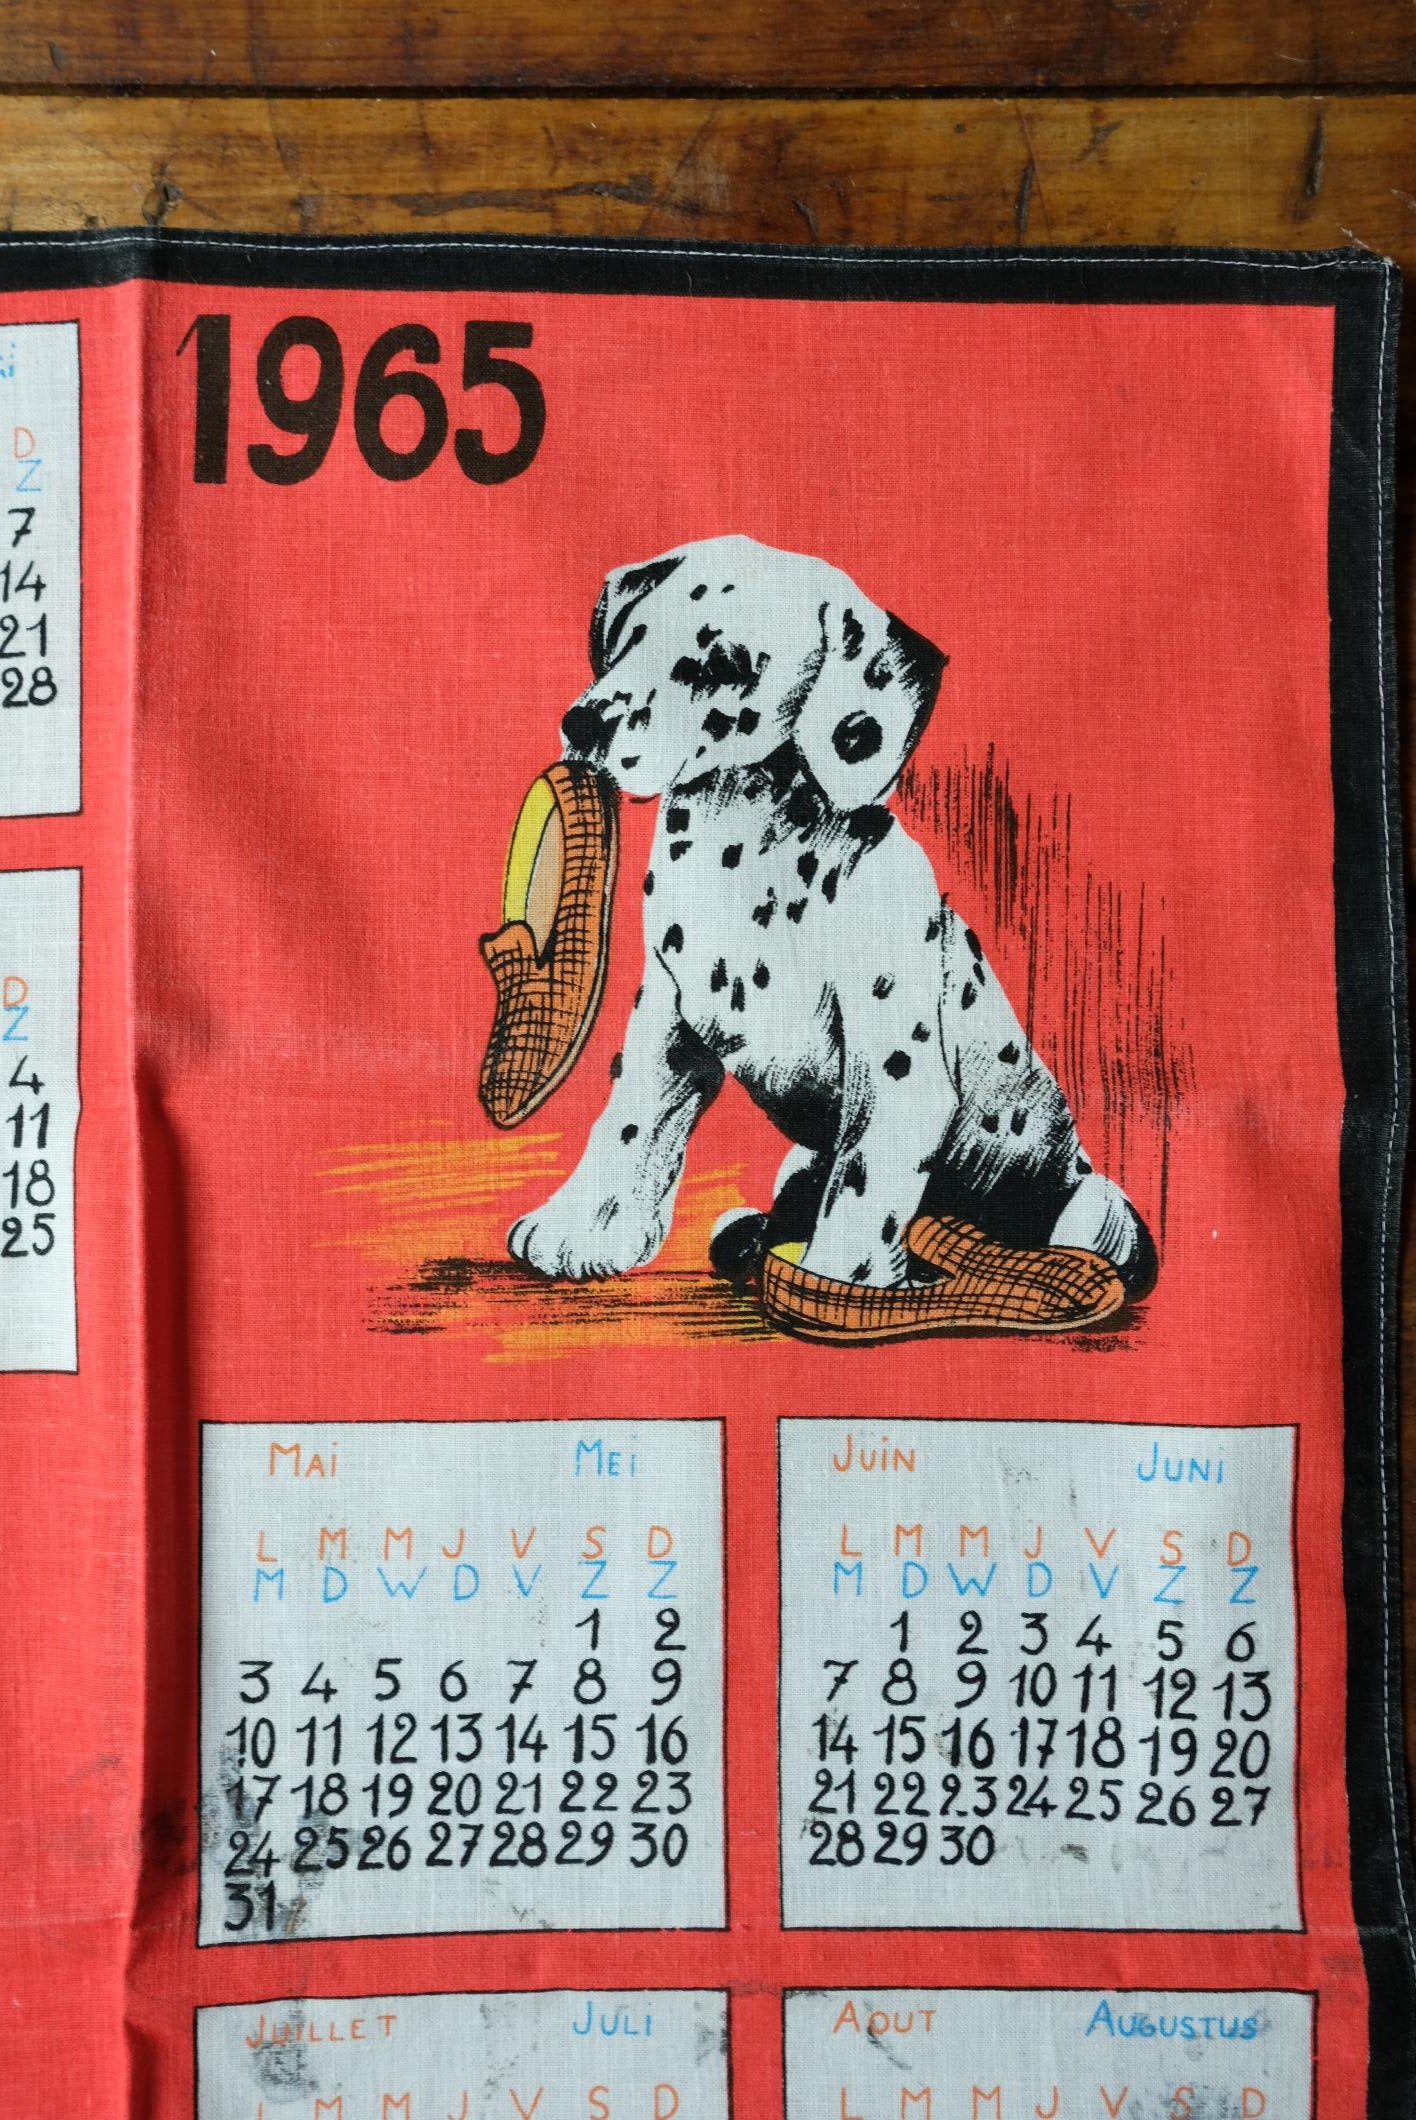 1965
D
Z
7
14
21
28
D
Z
4
11
18
25
Mai Mei
L M M J V S D
M D W D V Z Z
1 2
3 4 5 6 7 8 9
10 11 12 13 14 15 16
17 18 19 20 21 22 23
24 25 26 27 28 29 30
31
Juin Juni
L M M J V S D
M D W D V Z Z
1 2 3 4 5 6
7 8 9 10 11 12 13
14 15 16 17 18 19 20
21 22 23 24 25 26 27
28 29 30
Juillet Juli
L M M J V S D
Aout Augustus
L M M J V S D